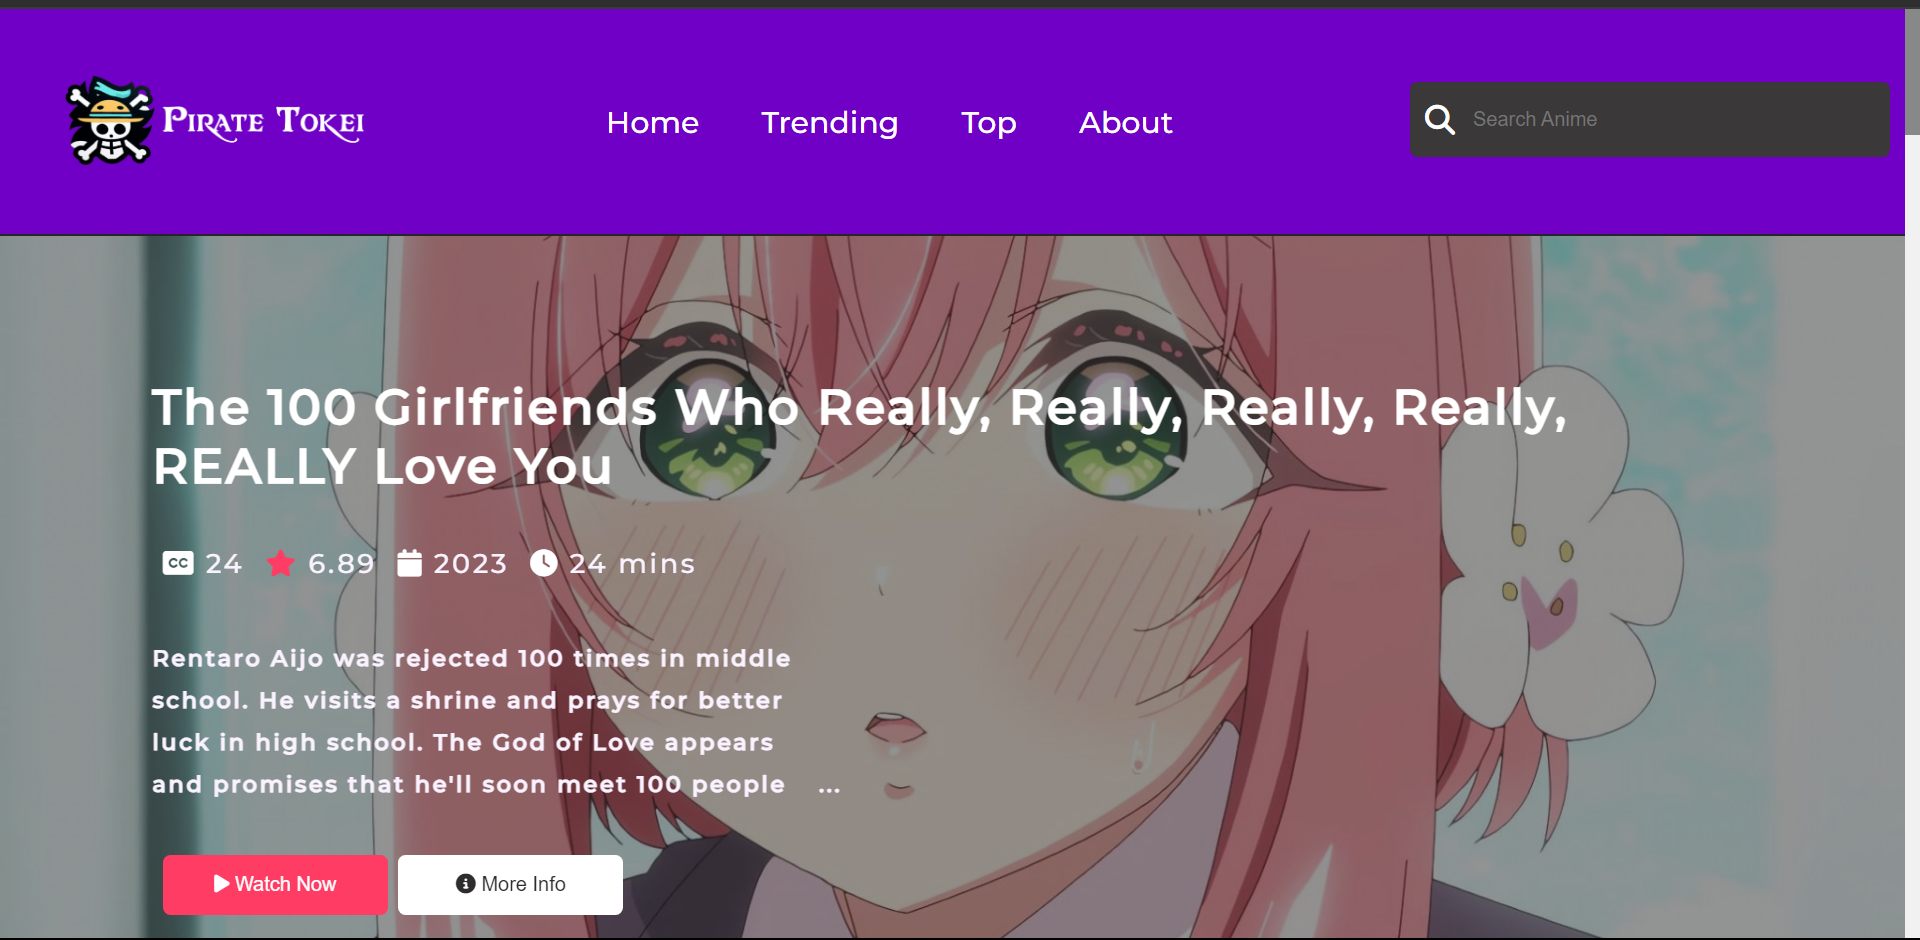 Pirate Tokei
Home Trending Top About
Search Anime
The 100 Girlfriends Who Really, Really, Really, Really,
REALLY Love You
CC 24 6.89 2023 24 mins
Rentaro Aijo was rejected 100 times in middle
school. He visits a shrine and prays for better
luck in high school. The God of Love appears
and promises that he'll soon meet 100 people ...
Watch Now More Info